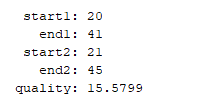 start1: 20
end1: 41
start2: 21
end2: 45
quality: 15.5799